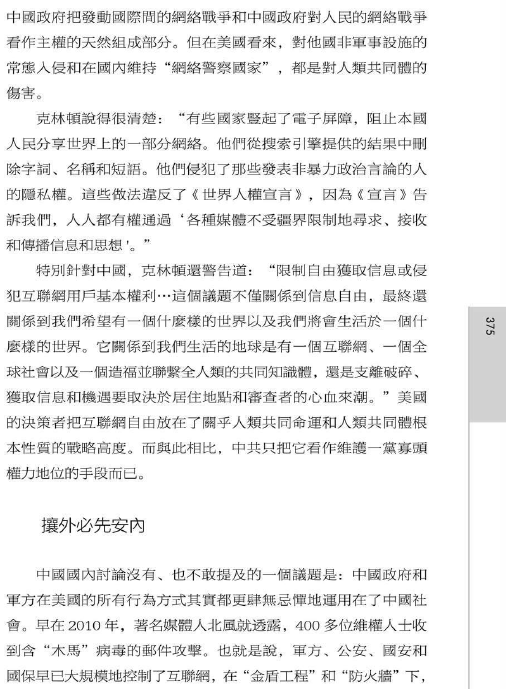 中國政府把發動國際間的網絡戰爭和中國政府對人民的網絡戰爭
看作主權的天然組成部分。但在美國看來，對他國非軍事設施的
常態入侵和在國內維持“網絡警察國家”，都是對人類共同體的
傷害。
克林頓說得很清楚：“有些國家豎起了電子屏障，阻止本國
人民分享世界上的一部分網絡。他們從搜索引擎提供的結果中刪
除字詞、名稱和短語。他們侵犯了那些發表非暴力政治言論的人
的隱私權。這些做法違反了《世界人權宣言》，因為《宣言》告
訴我們，人人都有權通過‘各種媒體不受疆界限制地尋求、接收
和傳播信息和思想’。”
特別針對中國，克林頓還警告道：“限制自由獲取信息或侵
犯互聯網用戶基本權利⋯這個議題不僅關係到信息自由，最終還
關係到我們希望有一個什麼樣的世界以及我們將會生活於一個什
麼樣的世界。它關係到我們生活的地球是有一個互聯網、一個全
球社會以及一個造福並聯繫全人類的共同知識體，還是支離破碎、
獲取信息和機遇要取決於居住地點和審查者的心血來潮。”美國
的決策者把互聯網自由放在了關乎人類共同命運和人類共同體根
本性質的戰略高度。而與此相比，中共只把它看作維護一黨寡頭
權力地位的手段而已。
375
攘外必先安內
中國國內討論沒有、也不敢提及的一個議題是：中國政府和
軍方在美國的所有行為方式其實都更肆無忌憚地運用在了中國社
會。早在 2010 年，著名媒體人北風就透露，400 多位維權人士收
到含“木馬”病毒的郵件攻擊。也就是說，軍方、公安、國安和
國保早已大規模地控制了互聯網，在“金盾工程”和“防火牆”下，